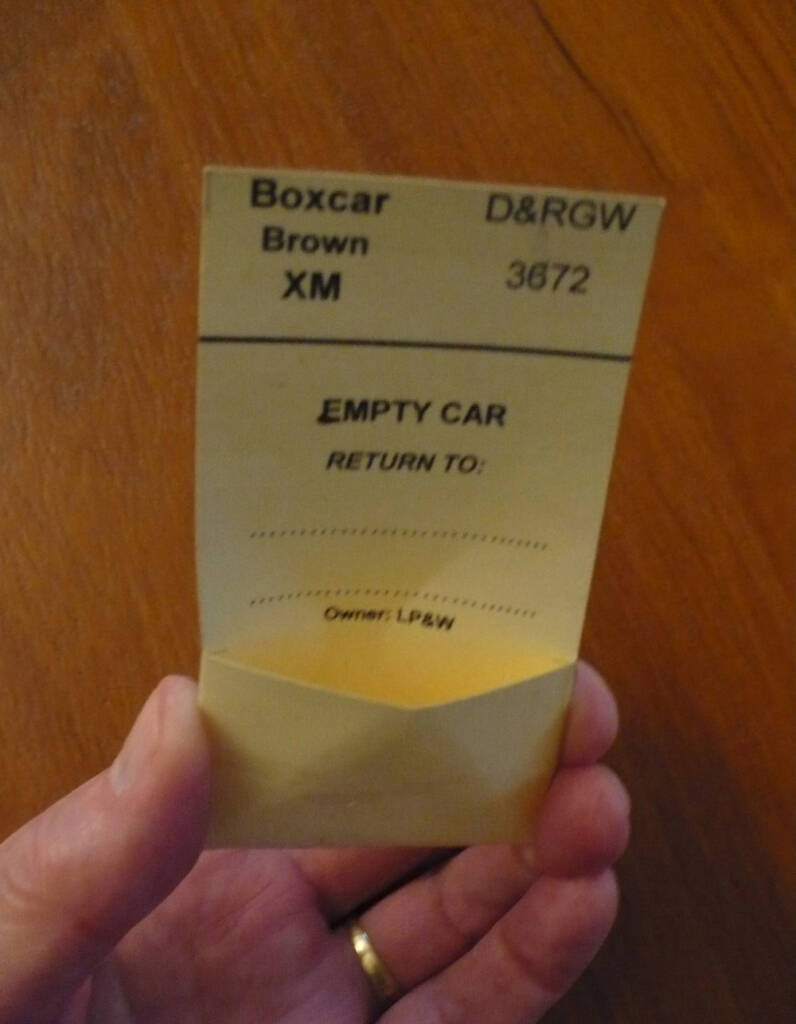 Boxcar D&RGW
Brown 3672
XM
EMPTY CAR
RETURN TO:
Owner: LP&W